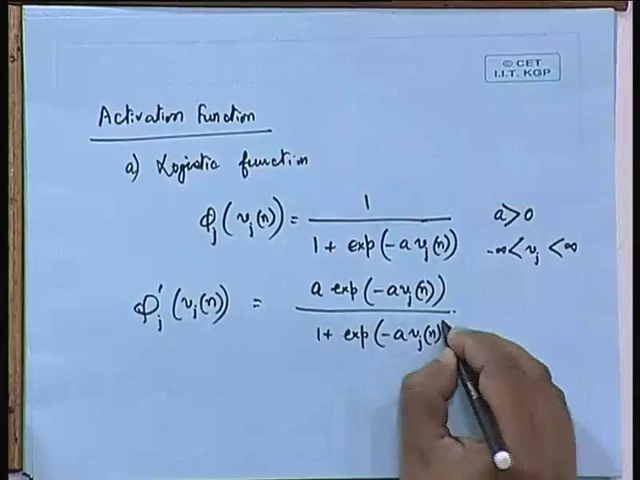 © CET
I.I.T. KGP
Activation Function
a) Logistic function
φj(vj(n)) = 1 / 1 + exp(-a vj(n)) a>0
-∞ < vj < ∞
φj'(vj(n)) = a exp(-a vj(n)) / 1 + exp(-a vj(n)